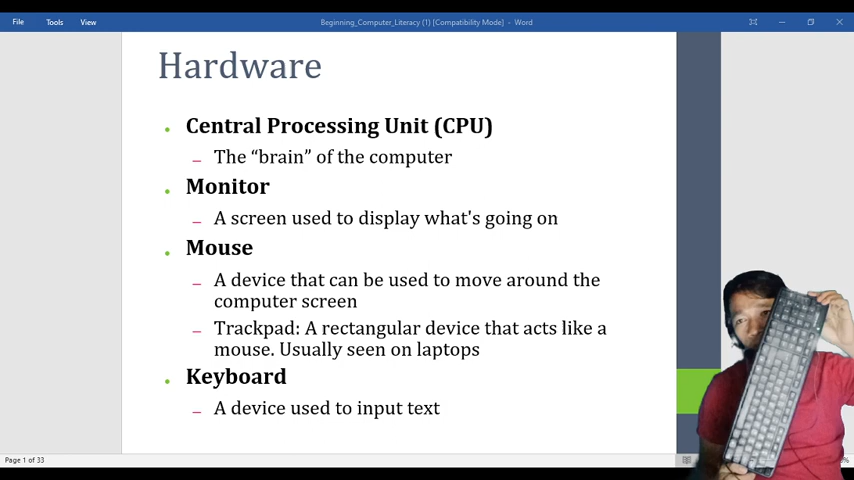 File Tools View Beginning_Computer_Literacy (1) [Compatibility Mode] - Word
Hardware
• Central Processing Unit (CPU)
– The “brain” of the computer
• Monitor
– A screen used to display what's going on
• Mouse
– A device that can be used to move around the
computer screen
– Trackpad: A rectangular device that acts like a
mouse. Usually seen on laptops
• Keyboard
– A device used to input text
Page 1 of 33